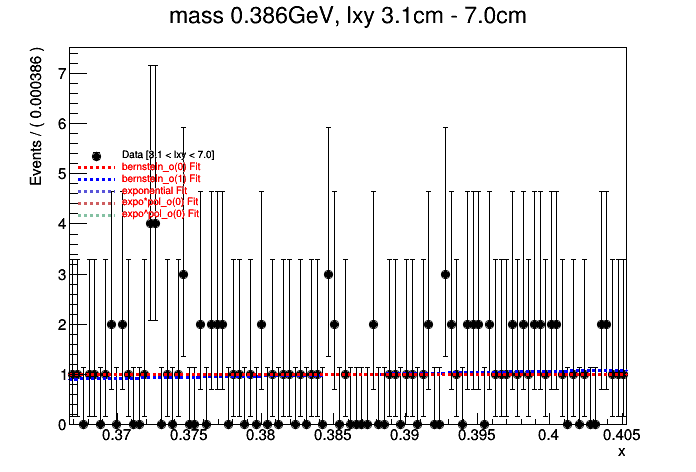 mass 0.386GeV, lxy 3.1cm - 7.0cm
Events / ( 0.000386 )
7
6
5
4
3
2
1
0
Data [3.1 < lxy < 7.0]
bernstein_o(0) Fit
bernstein_o(1) Fit
exponential Fit
expo*pol_o(0) Fit
expo*pol_o(0) Fit
0.37 0.375 0.38 0.385 0.39 0.395 0.4 0.405
x